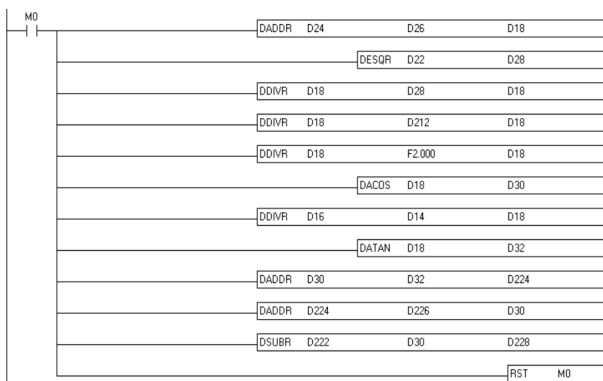 M0
DADDR D24 D26 D18
DESQR D22 D28
DDIVR D18 D28 D18
DDIVR D18 D212 D18
DDIVR D18 F2.000 D18
DACOS D18 D30
DDIVR D16 D14 D18
DATAN D18 D32
DADDR D30 D32 D224
DADDR D224 D226 D30
DSUBR D222 D30 D228
RST M0